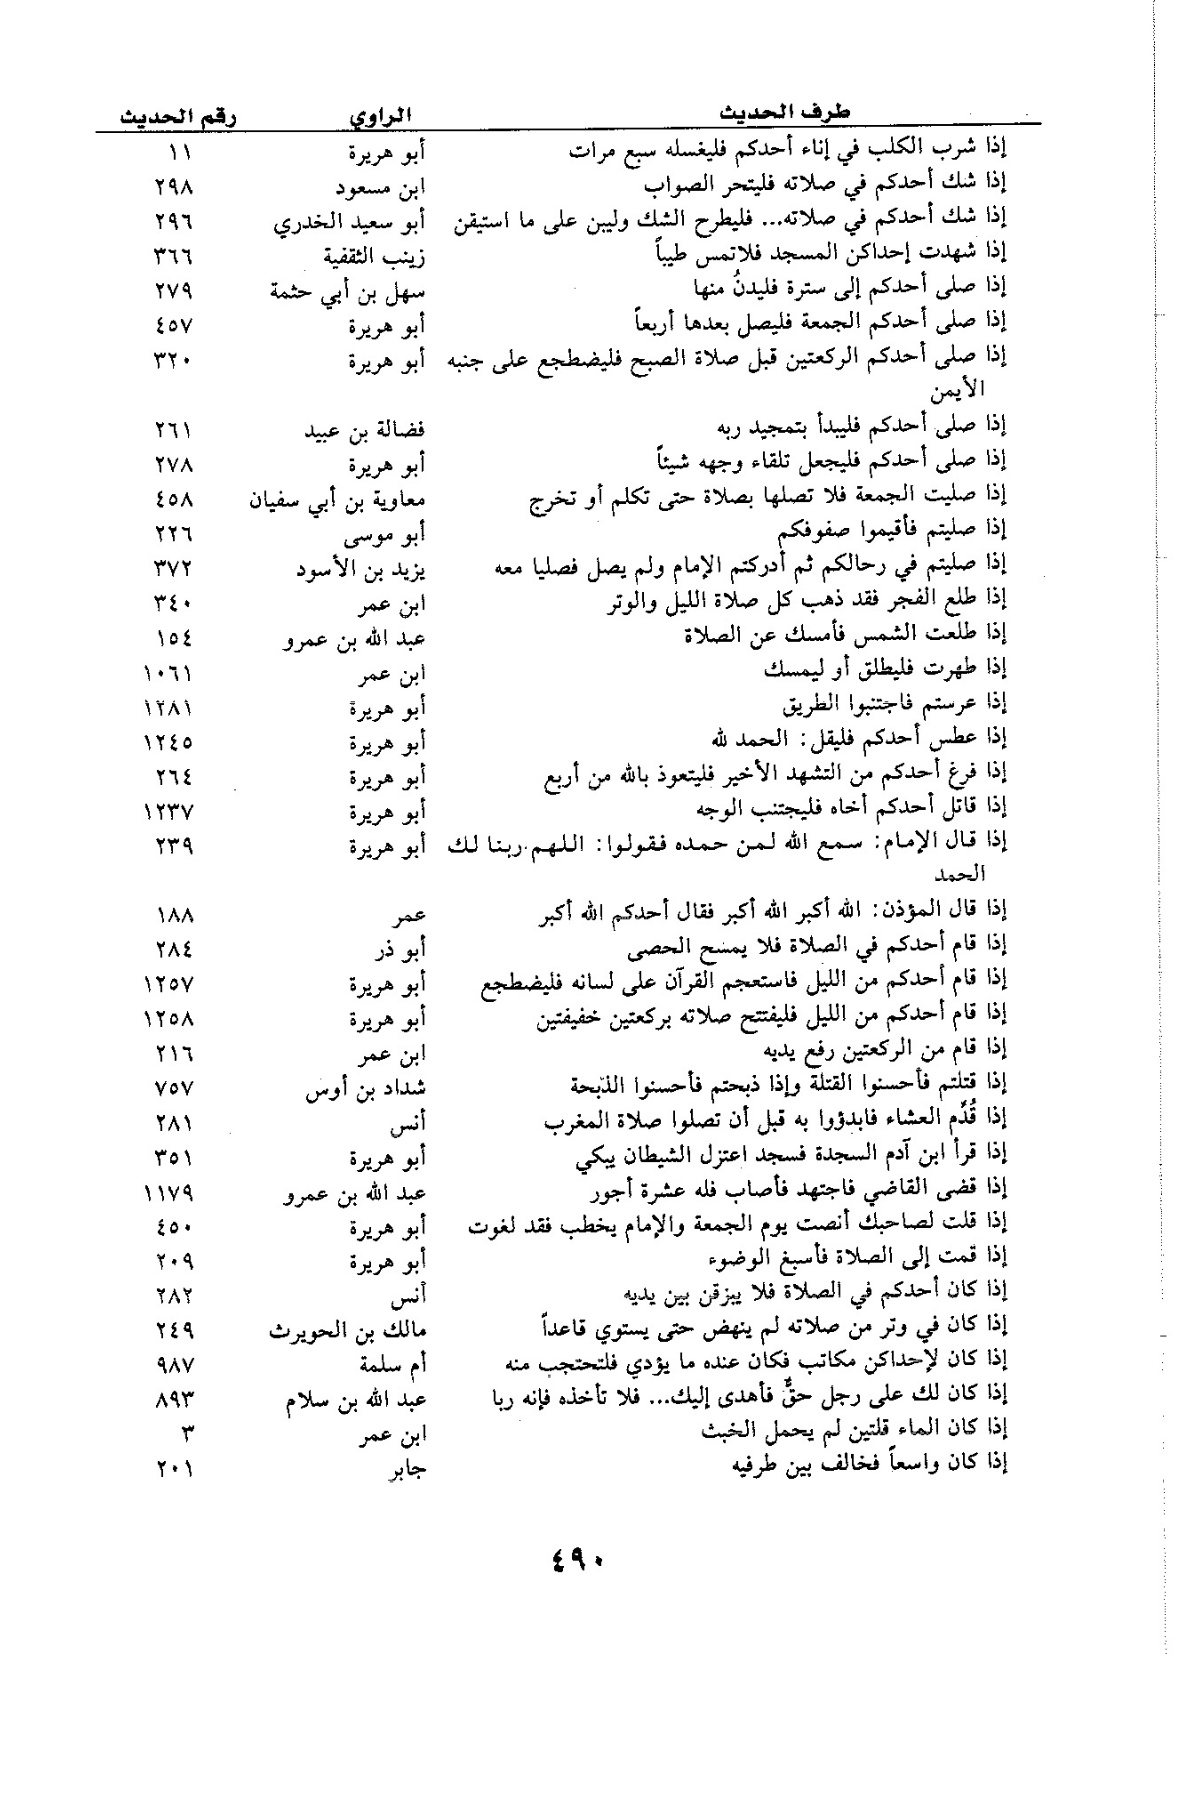 طرف الحديث الراوي رقم الحديث
إذا شرب الكلب في إناء أحدكم فليغسله سبع مرات أبو هريرة ١١
إذا شك أحدكم في صلاته فليتحر الصواب ابن مسعود ٢٩٨
إذا شك أحدكم في صلاته... فليطرح الشك وليبن على ما استيقن أبو سعيد الخدري ٢٩٦
إذا شهدت إحداكن المسجد فلاتمس طيباً زينب الثقفية ٣٦٦
إذا صلى أحدكم إلى سترة فليدنُ منها سهل بن أبي حثمة ٢٧٩
إذا صلى أحدكم الجمعة فليصل بعدها أربعاً أبو هريرة ٤٥٧
إذا صلى أحدكم الركعتين قبل صلاة الصبح فليضطجع على جنبه أبو هريرة ٣٢٠
الأيمن
إذا صلى أحدكم فليبدأ بتمجيد ربه فضالة بن عبيد ٢٦١
إذا صلى أحدكم فليجعل تلقاء وجهه شيئاً أبو هريرة ٢٧٨
إذا صليت الجمعة فلا تصلها بصلاة حتى تكلم أو تخرج معاوية بن أبي سفيان ٤٥٨
إذا صليتم فأقيموا صفوفكم أبو موسى ٢٢٦
إذا صليتم في رحالكم ثم أدركتم الإمام ولم يصل فصليا معه يزيد بن الأسود ٣٧٢
إذا طلع الفجر فقد ذهب كل صلاة الليل والوتر ابن عمر ٣٤٠
إذا طلعت الشمس فأمسك عن الصلاة عبد الله بن عمرو ١٥٤
إذا طهرت فليطلق أو ليمسك ابن عمر ١٠٦١
إذا عرستم فاجتنبوا الطريق أبو هريرة ١٢٨١
إذا عطس أحدكم فليقل: الحمد لله أبو هريرة ١٢٤٥
إذا فرغ أحدكم من التشهد الأخير فليتعوذ بالله من أربع أبو هريرة ٢٦٤
إذا قاتل أحدكم أخاه فليجتنب الوجه أبو هريرة ١٢٣٧
إذا قال الإمام: سمع الله لمن حمده فقولوا: اللهم ربنا لك أبو هريرة ٢٣٩
الحمد
إذا قال المؤذن: الله أكبر الله أكبر فقال أحدكم الله أكبر عمر ١٨٨
إذا قام أحدكم في الصلاة فلا يمسح الحصى أبو ذر ٢٨٤
إذا قام أحدكم من الليل فاستعجم القرآن على لسانه فليضطجع أبو هريرة ١٢٥٧
إذا قام أحدكم من الليل فليفتتح صلاته بركعتين خفيفتين أبو هريرة ١٢٥٨
إذا قام من الركعتين رفع يديه ابن عمر ٢١٦
إذا قتلتم فأحسنوا القتلة وإذا ذبحتم فأحسنوا الذبحة شداد بن أوس ٧٥٧
إذا قُدِّم العشاء فابدؤوا به قبل أن تصلوا صلاة المغرب أنس ٢٨١
إذا قرأ ابن آدم السجدة فسجد اعتزل الشيطان يبكي أبو هريرة ٣٥١
إذا قضى القاضي فاجتهد فأصاب فله عشرة أجور عبد الله بن عمرو ١١٧٩
إذا قلت لصاحبك أنصت يوم الجمعة والإمام يخطب فقد لغوت أبو هريرة ٤٥٠
إذا قمت إلى الصلاة فأسبغ الوضوء أبو هريرة ٢٠٩
إذا كان أحدكم في الصلاة فلا يبزقن بين يديه أنس ٢٨٢
إذا كان في وتر من صلاته لم ينهض حتى يستوي قاعداً مالك بن الحويرث ٢٤٩
إذا كان لإحداكن مكاتب فكان عنده ما يؤدي فلتحتجب منه أم سلمة ٩٨٧
إذا كان لك على رجل حقٌّ فأهدى إليك... فلا تأخذه فإنه ربا عبد الله بن سلام ٨٩٣
إذا كان الماء قلتين لم يحمل الخبث ابن عمر ٣
إذا كان واسعاً فخالف بين طرفيه جابر ٢٠١
٤٩٠